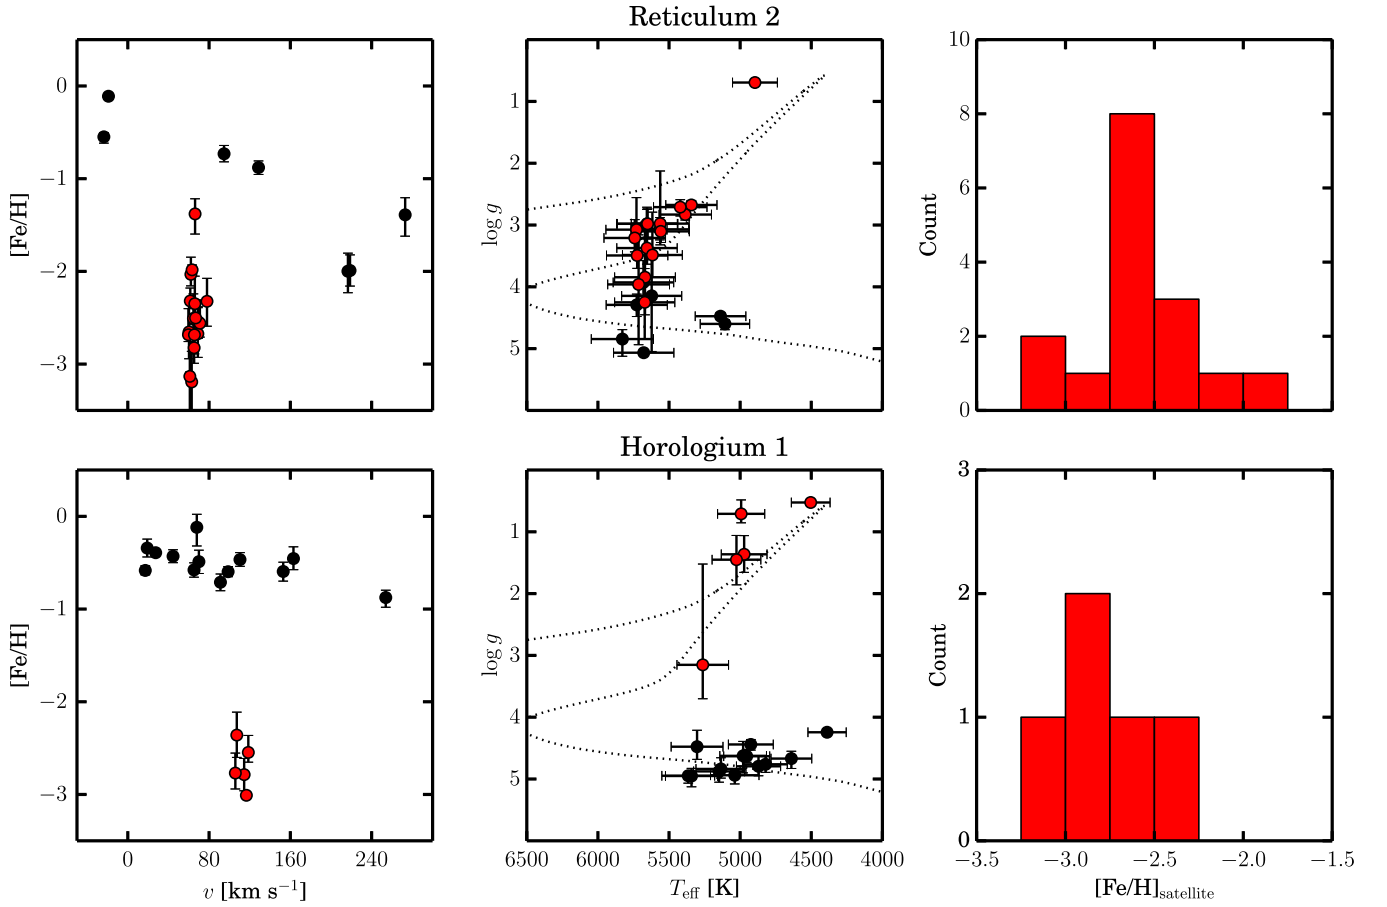 Reticulum 2
0
−1
−2
−3
[Fe/H]
1
2
3
4
5
log g
10
8
6
4
2
0
Count
Horologium 1
0
−1
−2
−3
[Fe/H]
0 80 160 240
v [km s−1]
1
2
3
4
5
log g
6500 6000 5500 5000 4500 4000
Teff [K]
3
2
1
0
Count
−3.5 −3.0 −2.5 −2.0 −1.5
[Fe/H]satellite